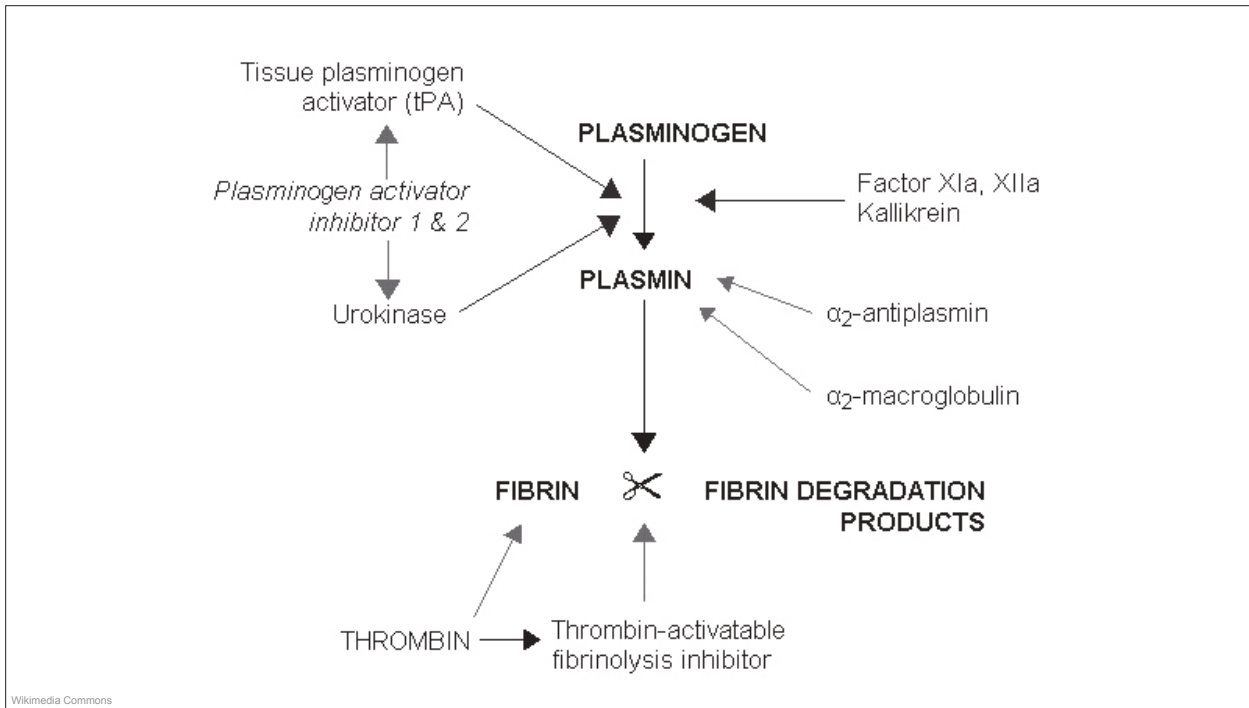 Tissue plasminogen
activator (tPA)
PLASMINOGEN
Plasminogen activator
inhibitor 1 & 2
Factor XIa, XIIa
Kallikrein
PLASMIN
Urokinase
α₂-antiplasmin
α₂-macroglobulin
FIBRIN
FIBRIN DEGRADATION
PRODUCTS
THROMBIN
Thrombin-activatable
fibrinolysis inhibitor
Wikimedia Commons